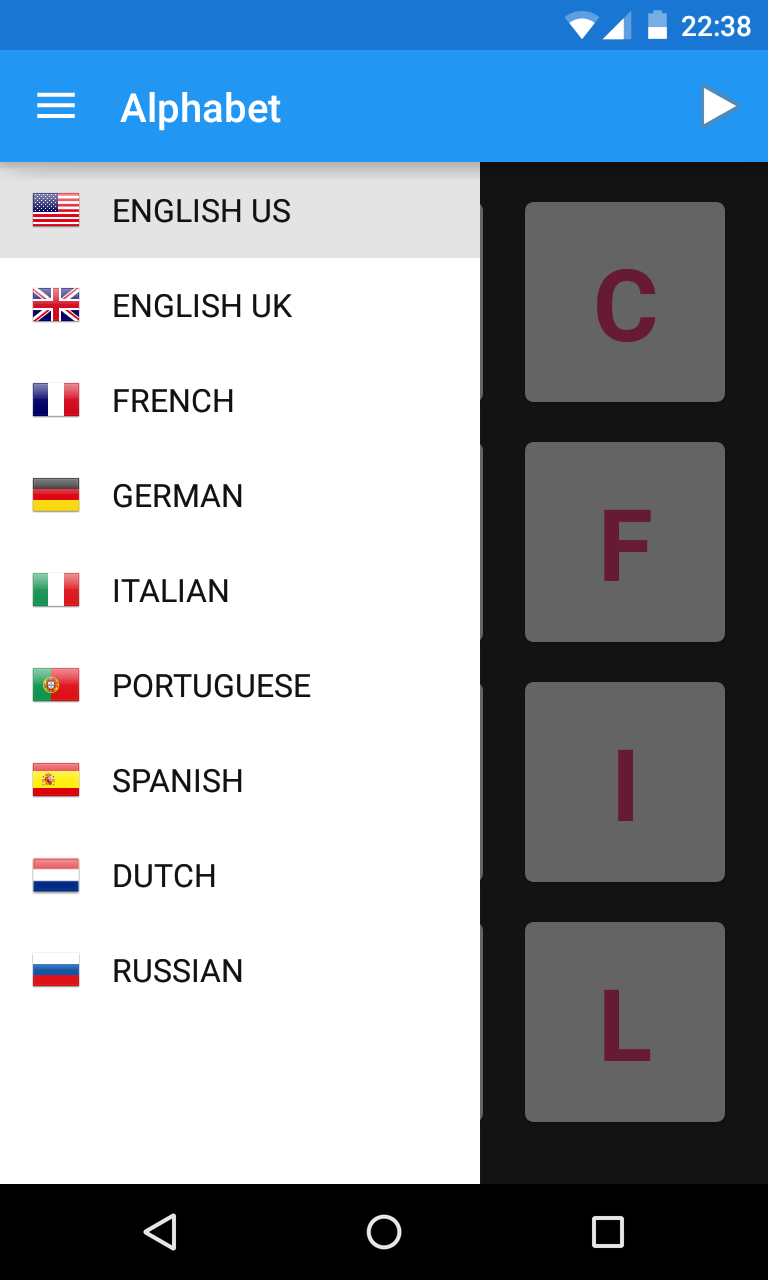 22:38
Alphabet
ENGLISH US
ENGLISH UK
FRENCH
GERMAN
ITALIAN
PORTUGUESE
SPANISH
DUTCH
RUSSIAN
C
F
I
L